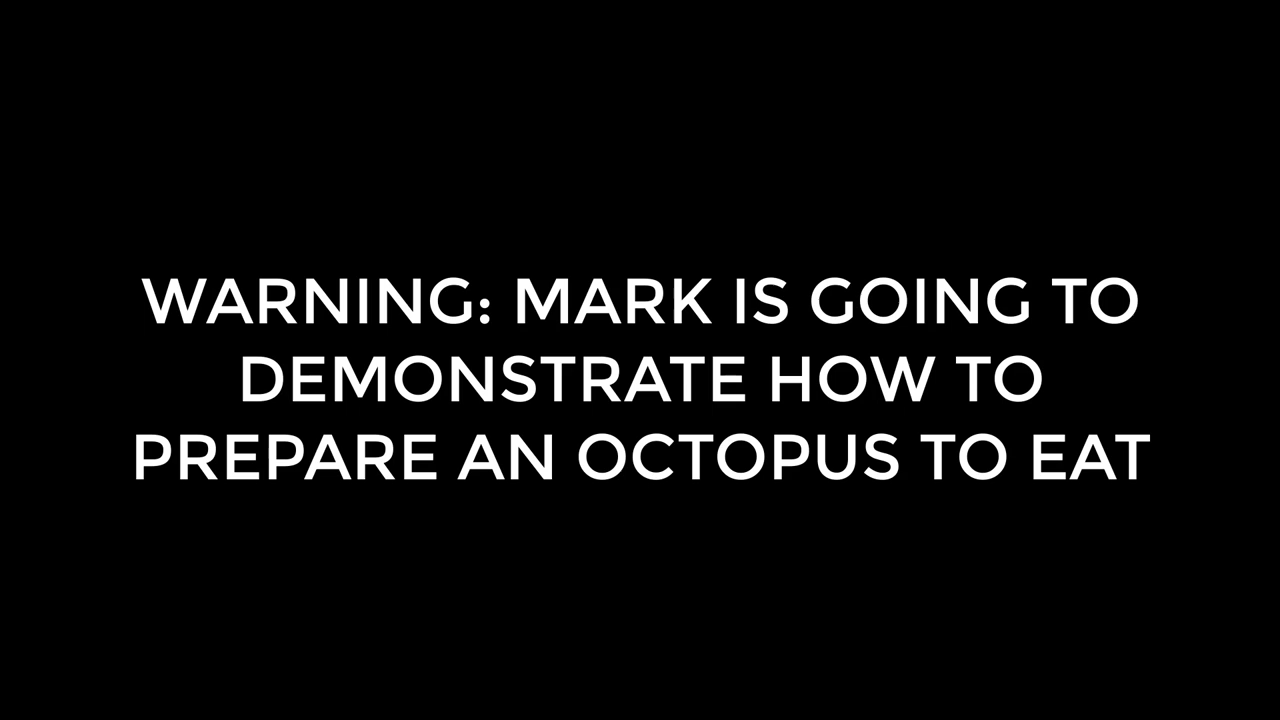 WARNING: MARK IS GOING TO
DEMONSTRATE HOW TO
PREPARE AN OCTOPUS TO EAT